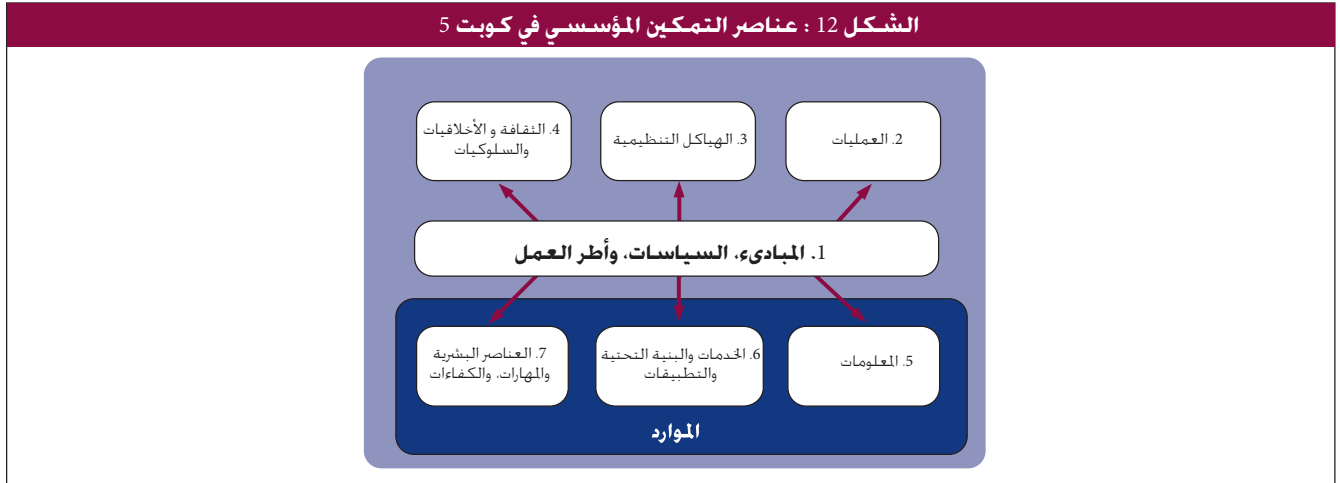 الشكل 12 : عناصر التمكين المؤسسي في كوبت 5
2. العمليات
3. الهياكل التنظيمية
4. الثقافة و الأخلاقيات
والسلوكيات
1. المبادىء، السياسات، وأطر العمل
5. المعلومات
6. الخدمات والبنية التحتية
والتطبيقات
7. العناصر البشرية
والمهارات، والكفاءات
الموارد